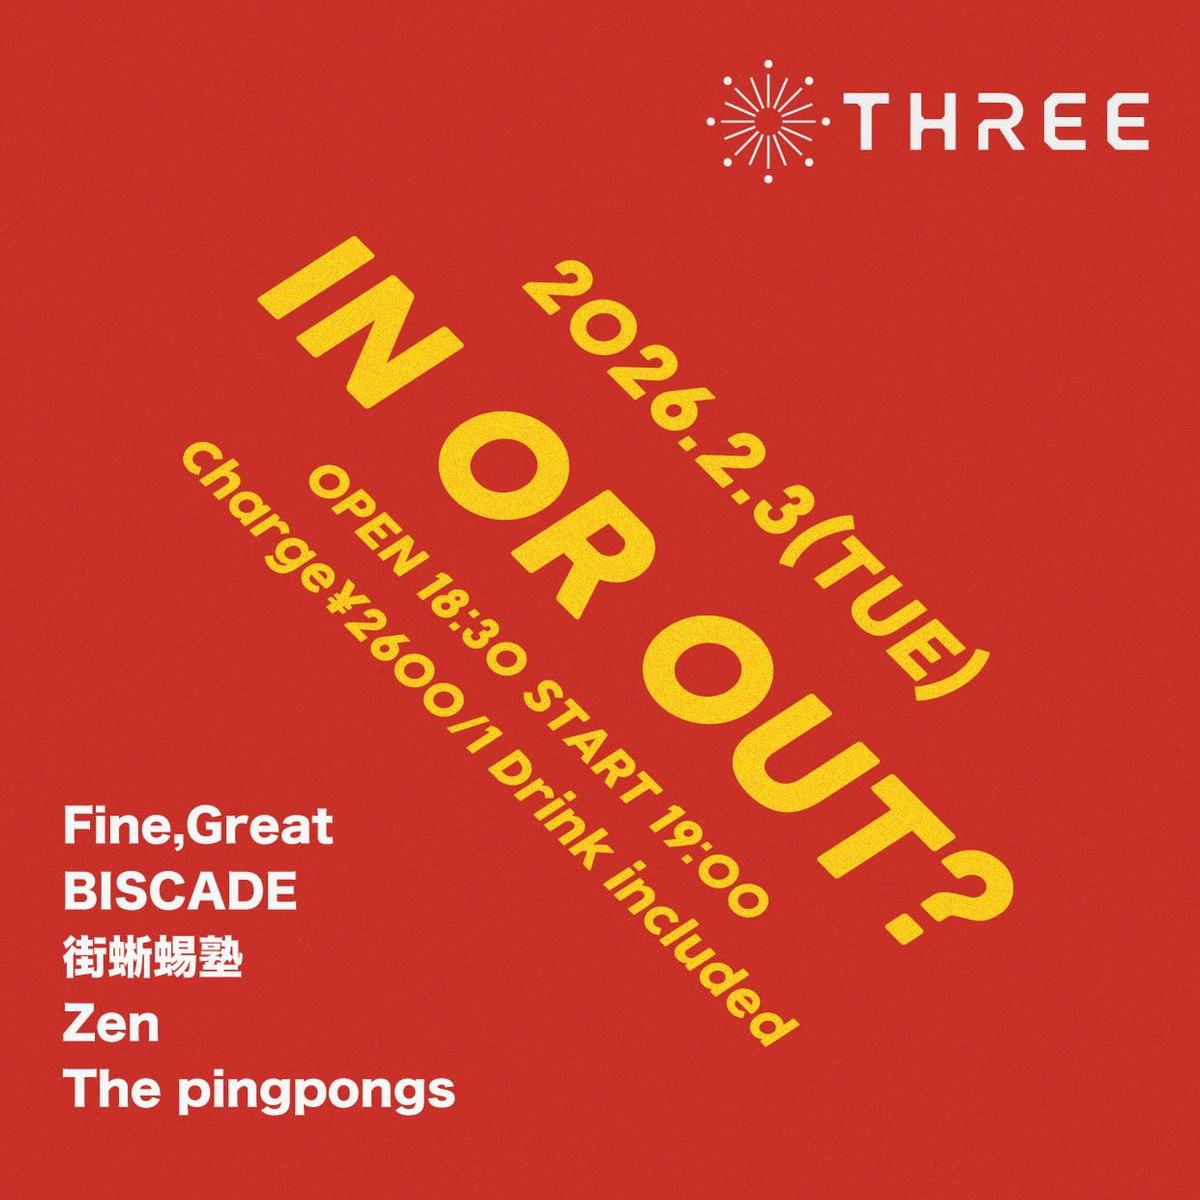 THREE
2026.2.3(TUE)
IN OR OUT?
OPEN 18:30 START 19:00
charge¥2600/1 Drink included
Fine,Great
BISCADE
街蜥蜴塾
Zen
The pingpongs